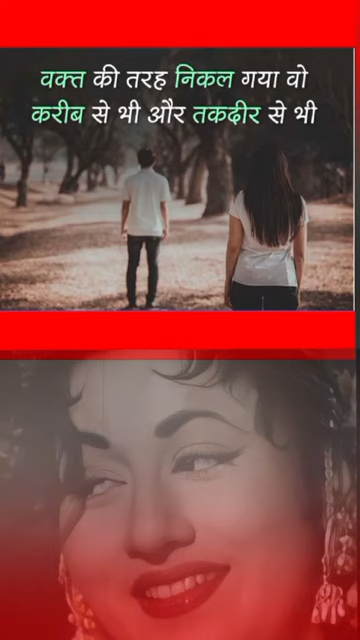 वक्त की तरह निकल गया वो
करीब से भी और तकदीर से भी